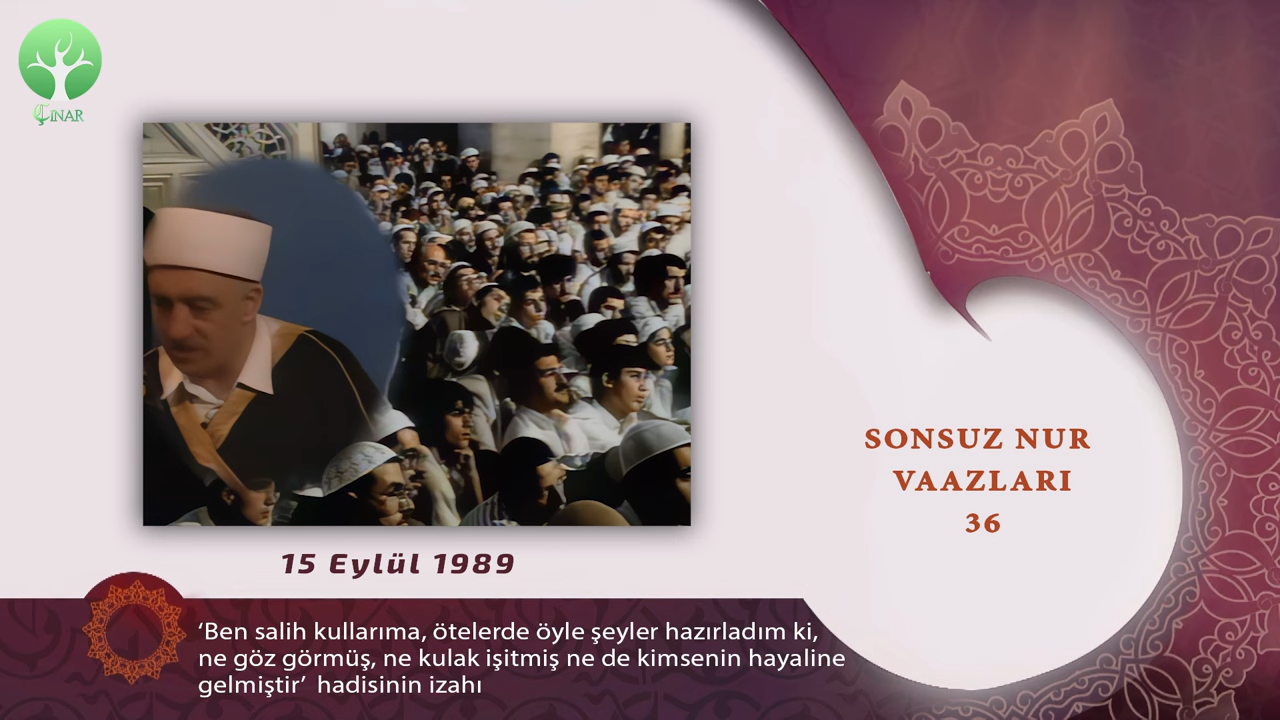 ÇINAR
SONSUZ NUR
VAAZLARI
36
15 Eylül 1989
‘Ben salih kullarıma, ötelerde öyle şeyler hazırladım ki,
ne göz görmüş, ne kulak işitmiş ne de kimsenin hayaline
gelmiştir’ hadisinin izahı